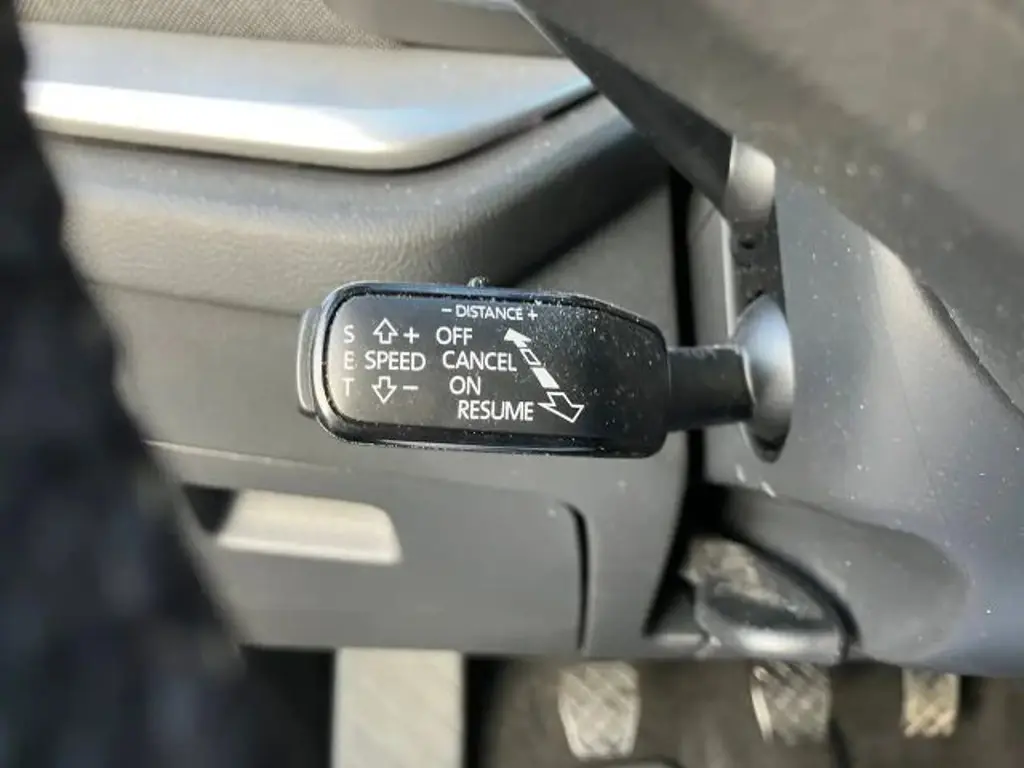 - DISTANCE +
S + OFF
E SPEED CANCEL
T - ON
RESUME